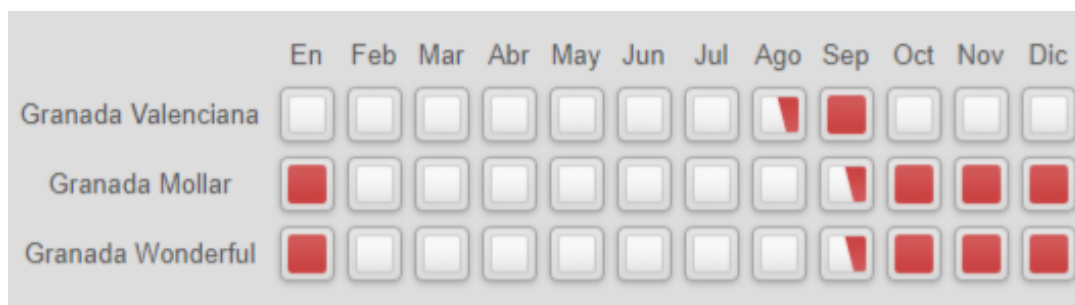 En Feb Mar Abr May Jun Jul Ago Sep Oct Nov Dic
Granada Valenciana
Granada Mollar
Granada Wonderful